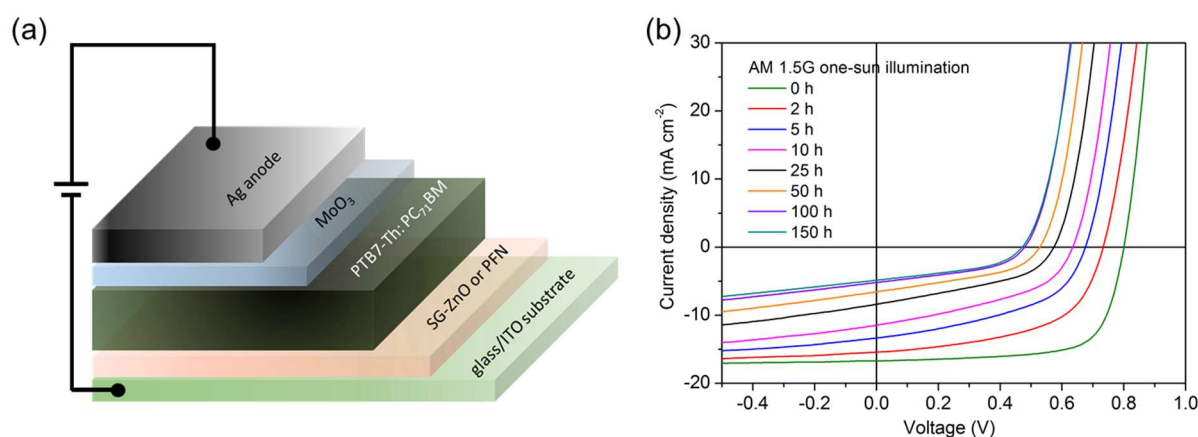 (a)
Ag anode
MoO₃
PTB7-Th:PC₇₁BM
SG-ZnO or PFN
glass/ITO substrate
(b)
AM 1.5G one-sun illumination
0 h
2 h
5 h
10 h
25 h
50 h
100 h
150 h
Current density (mA cm⁻²)
30
20
10
0
-10
-20
-0.4
-0.2
0.0
0.2
0.4
0.6
0.8
1.0
Voltage (V)